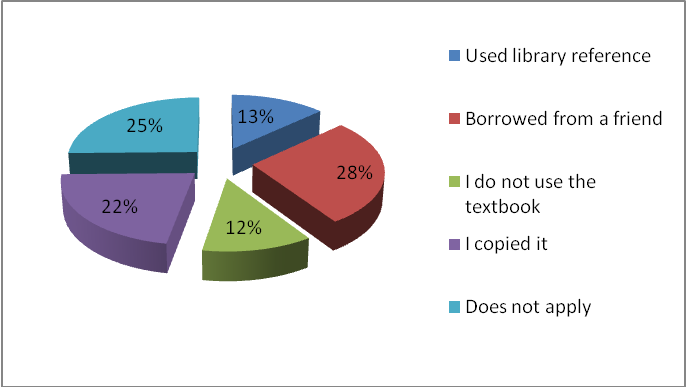 13%
28%
12%
22%
25%
Used library reference
Borrowed from a friend
I do not use the
textbook
I copied it
Does not apply